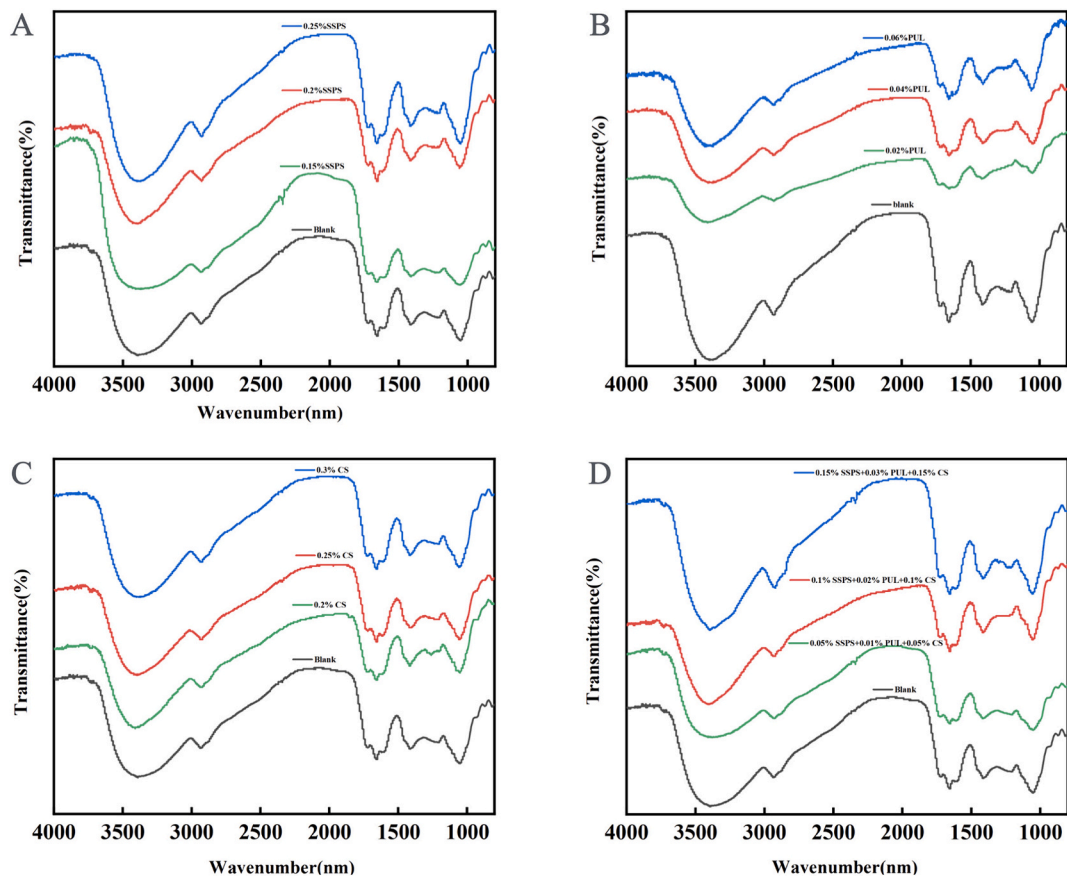 A
0.25%SSPS
0.2%SSPS
0.15%SSPS
Blank
Transmittance(%)
4000 3500 3000 2500 2000 1500 1000
Wavenumber(nm)
B
0.06%PUL
0.04%PUL
0.02%PUL
blank
Transmittance(%)
4000 3500 3000 2500 2000 1500 1000
Wavenumber(nm)
C
0.3% CS
0.25% CS
0.2% CS
Blank
Transmittance(%)
4000 3500 3000 2500 2000 1500 1000
Wavenumber(nm)
D
0.15% SSPS+0.03% PUL+0.15% CS
0.1% SSPS+0.02% PUL+0.1% CS
0.05% SSPS+0.01% PUL+0.05% CS
Blank
Transmittance(%)
4000 3500 3000 2500 2000 1500 1000
Wavenumber(nm)